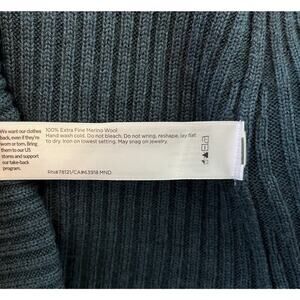 We want our clothes
back, even if they're
worn or torn. Bring
them to our US
stores and support
our take-back
program.
100% Extra Fine Merino Wool
Hand wash cold. Do not bleach. Do not wring, reshape, lay flat
to dry. Iron on lowest setting. May snag on jewelry.
RN#78121/CA#63918 MND